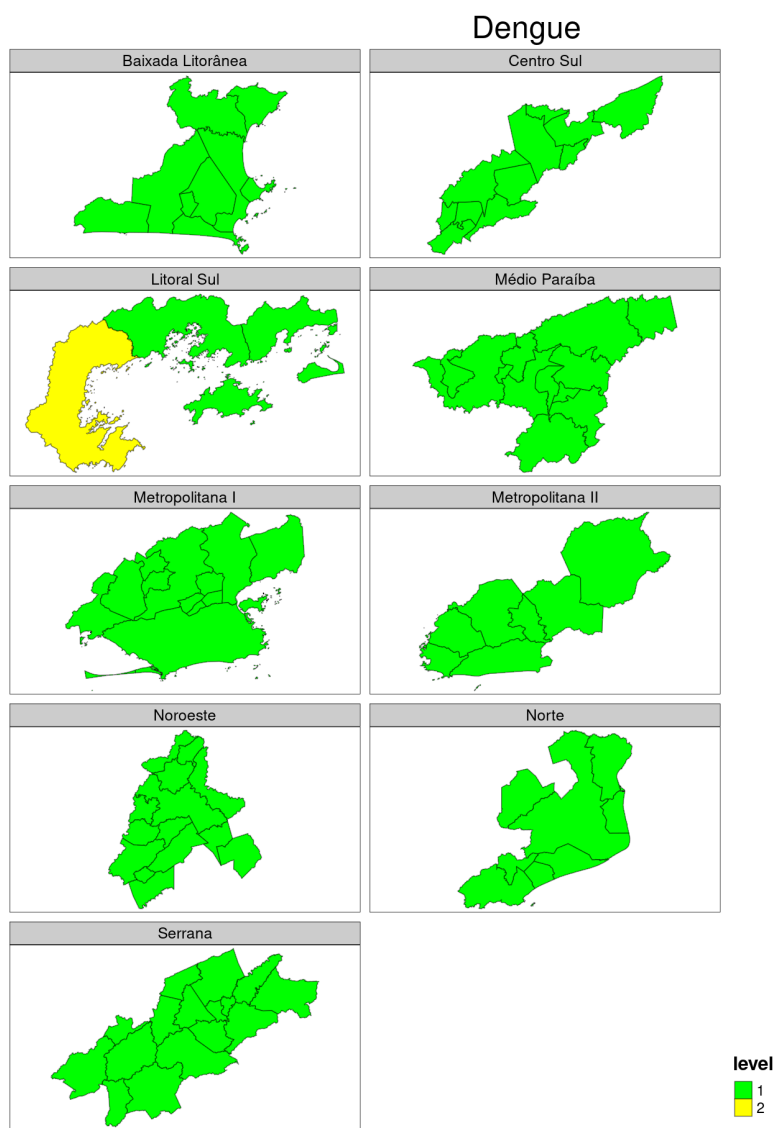 Dengue
Baixada Litorânea
Centro Sul
Litoral Sul
Médio Paraíba
Metropolitana I
Metropolitana II
Noroeste
Norte
Serrana
level
1
2